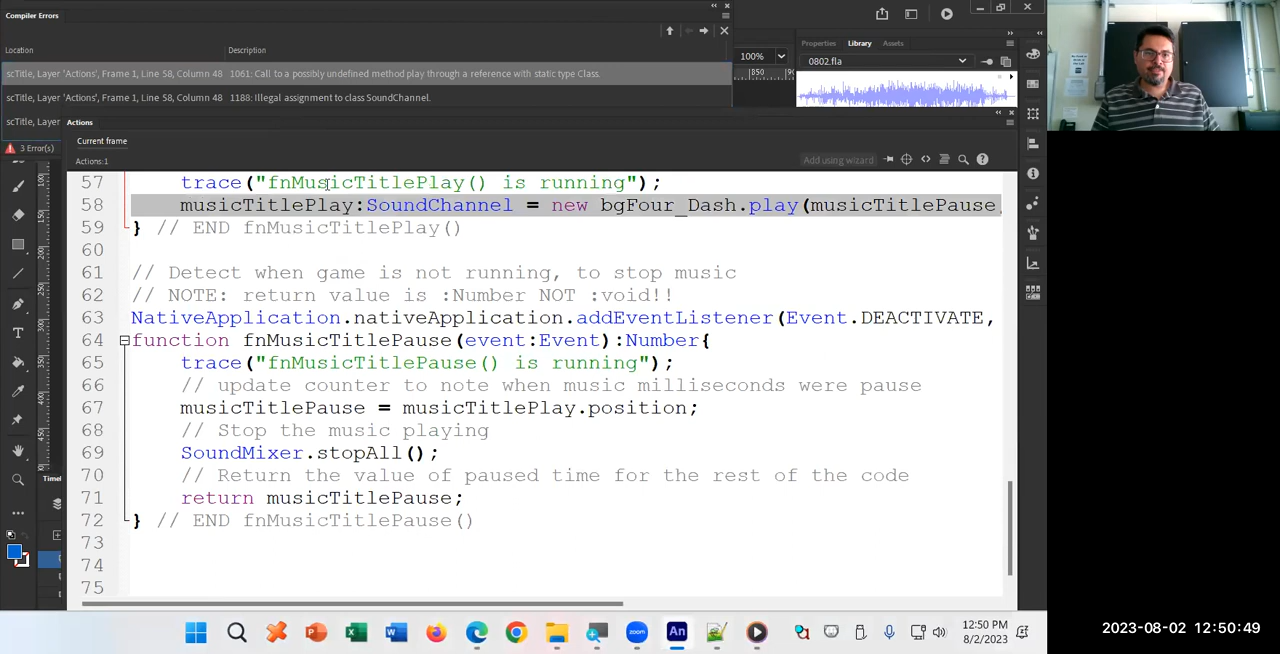 Compiler Errors
Location Description
scTitle, Layer 'Actions', Frame 1, Line 58, Column 48 1061: Call to a possibly undefined method play through a reference with static type Class.
scTitle, Layer 'Actions', Frame 1, Line 58, Column 48 1188: Illegal assignment to class SoundChannel.
scTitle, Layer
3 Error(s)
100%
850
Properties Library Assets
0802.fla
Actions
Current frame
Actions:1
Add using wizard
57 trace("fnMusicTitlePlay() is running");
58 musicTitlePlay:SoundChannel = new bgFour_Dash.play(musicTitlePause
59 } // END fnMusicTitlePlay()
60
61 // Detect when game is not running, to stop music
62 // NOTE: return value is :Number NOT :void!!
63 NativeApplication.nativeApplication.addEventListener(Event.DEACTIVATE,
64 function fnMusicTitlePause(event:Event):Number{
65 trace("fnMusicTitlePause() is running");
66 // update counter to note when music milliseconds were pause
67 musicTitlePause = musicTitlePlay.position;
68 // Stop the music playing
69 SoundMixer.stopAll();
70 // Return the value of paused time for the rest of the code
71 return musicTitlePause;
72 } // END fnMusicTitlePause()
73
74
75
Timel
12:50 PM
8/2/2023
2023-08-02 12:50:49